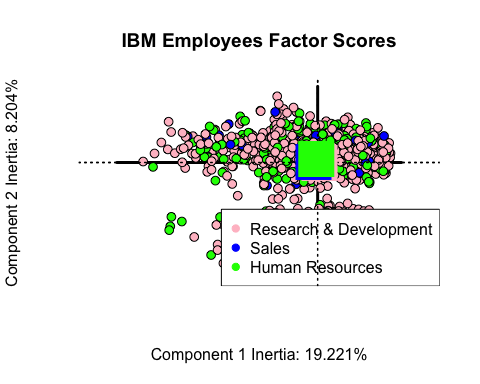 IBM Employees Factor Scores
Component 2 Inertia: 8.204%
Research & Development
Sales
Human Resources
Component 1 Inertia: 19.221%